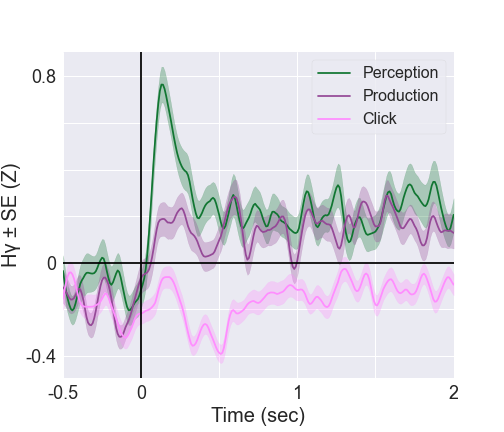 Hγ ± SE (Z)
0.8
0
-0.4
Perception
Production
Click
-0.5
0
1
2
Time (sec)